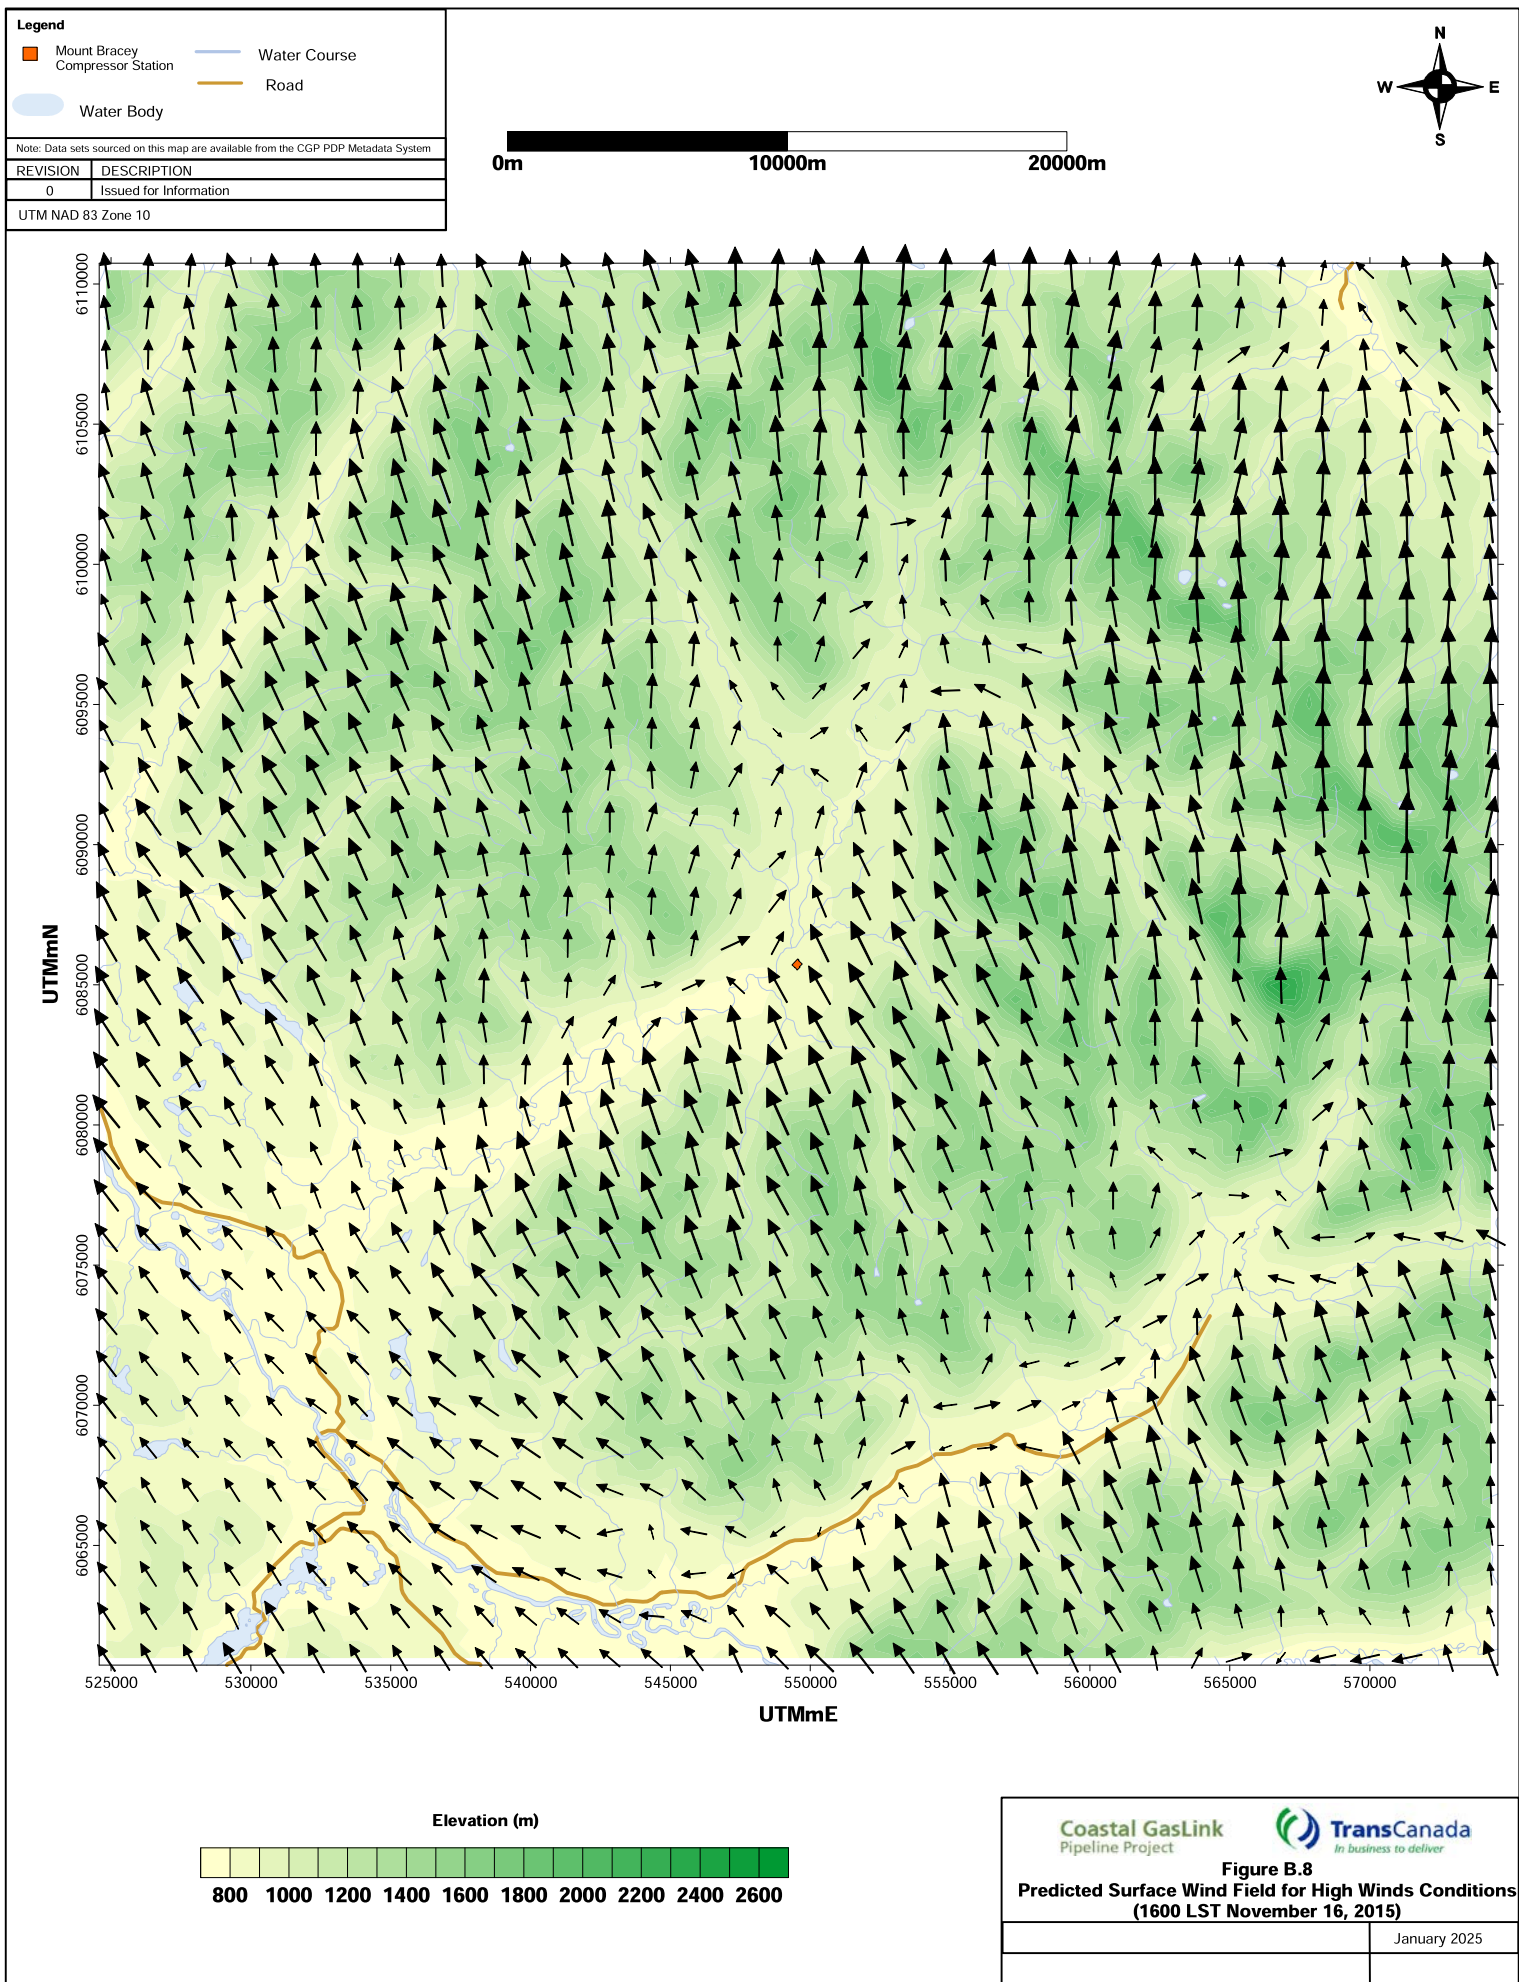 Legend
Mount Bracey
Compressor Station
Water Course
Road
Water Body
Note: Data sets sourced on this map are available from the CGP PDP Metadata System
REVISION DESCRIPTION
0 Issued for Information
UTM NAD 83 Zone 10
0m 10000m 20000m
N
W E
S
6110000
6105000
6100000
6095000
6090000
6085000
6080000
6075000
6070000
6065000
UTMmN
525000 530000 535000 540000 545000 550000 555000 560000 565000 570000
UTMmE
Elevation (m)
800 1000 1200 1400 1600 1800 2000 2200 2400 2600
Coastal GasLink
Pipeline Project
TransCanada
In business to deliver
Figure B.8
Predicted Surface Wind Field for High Winds Conditions
(1600 LST November 16, 2015)
January 2025